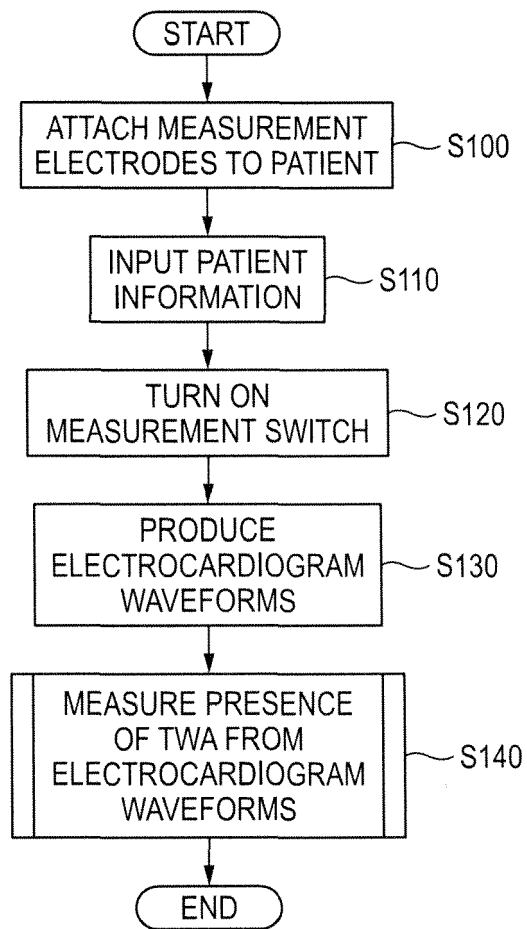 START
ATTACH MEASUREMENT
ELECTRODES TO PATIENT
S100
INPUT PATIENT
INFORMATION
S110
TURN ON
MEASUREMENT SWITCH
S120
PRODUCE
ELECTROCARDIOGRAM
WAVEFORMS
S130
MEASURE PRESENCE
OF TWA FROM
ELECTROCARDIOGRAM
WAVEFORMS
S140
END